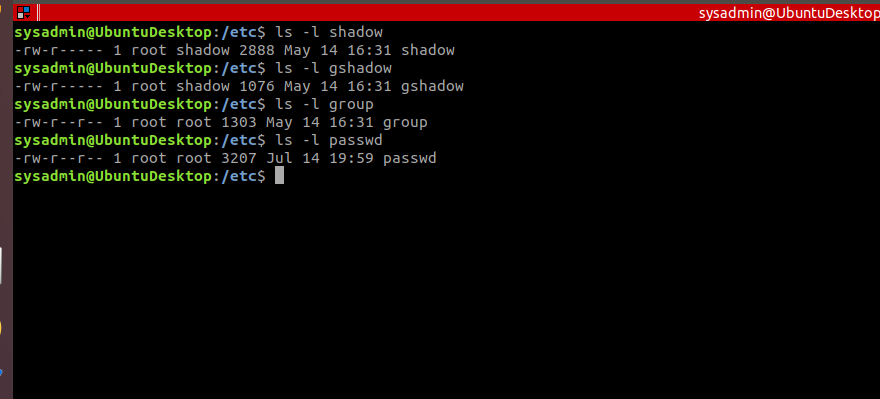 sysadmin@UbuntuDesktop
sysadmin@UbuntuDesktop:/etc$ ls -l shadow
-rw-r----- 1 root shadow 2888 May 14 16:31 shadow
sysadmin@UbuntuDesktop:/etc$ ls -l gshadow
-rw-r----- 1 root shadow 1076 May 14 16:31 gshadow
sysadmin@UbuntuDesktop:/etc$ ls -l group
-rw-r--r-- 1 root root 1303 May 14 16:31 group
sysadmin@UbuntuDesktop:/etc$ ls -l passwd
-rw-r--r-- 1 root root 3207 Jul 14 19:59 passwd
sysadmin@UbuntuDesktop:/etc$